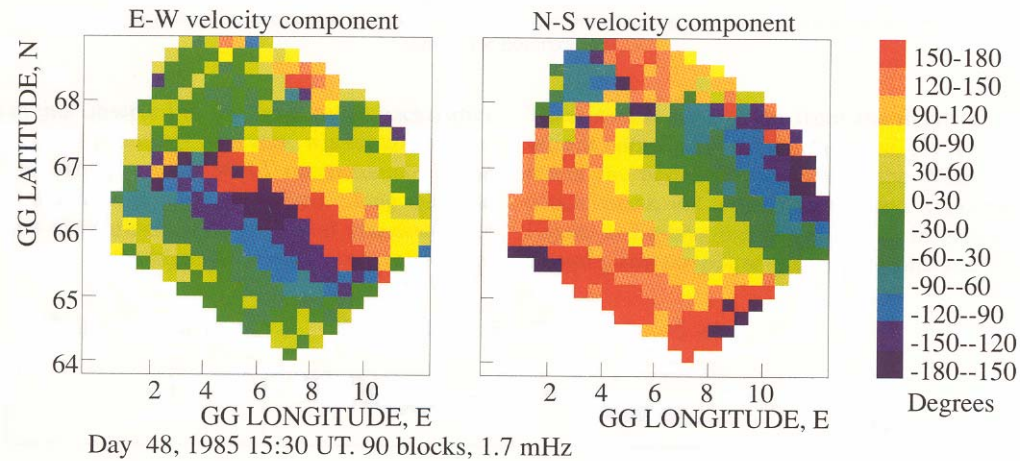 E-W velocity component
N-S velocity component
GG LATITUDE, N
68
67
66
65
64
2 4 6 8 10
GG LONGITUDE, E
2 4 6 8 10
GG LONGITUDE, E
150-180
120-150
90-120
60-90
30-60
0-30
-30-0
-60--30
-90--60
-120--90
-150--120
-180--150
Degrees
Day 48, 1985 15:30 UT. 90 blocks, 1.7 mHz